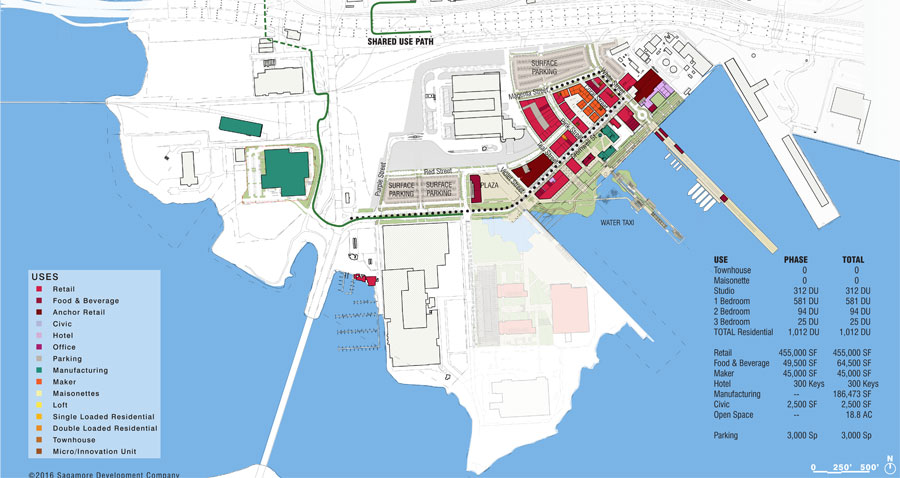 SHARED USE PATH
SURFACE
PARKING
Magenta Street
Purple Street
Red Street
SURFACE
PARKING
SURFACE
PARKING
PLAZA
WATER TAXI
USES
Retail
Food & Beverage
Anchor Retail
Civic
Hotel
Office
Parking
Manufacturing
Maker
Maisonettes
Loft
Single Loaded Residential
Double Loaded Residential
Townhouse
Micro/Innovation Unit
©2016 Sagamore Development Company
USE PHASE TOTAL
Townhouse 0 0
Maisonette 0 0
Studio 312 DU 312 DU
1 Bedroom 581 DU 581 DU
2 Bedroom 94 DU 94 DU
3 Bedroom 25 DU 25 DU
TOTAL Residential 1,012 DU 1,012 DU
Retail 455,000 SF 455,000 SF
Food & Beverage 49,500 SF 64,500 SF
Maker 45,000 SF 45,000 SF
Hotel 300 Keys 300 Keys
Manufacturing -- 186,473 SF
Civic 2,500 SF 2,500 SF
Open Space -- 18.8 AC
Parking 3,000 Sp 3,000 Sp
N
0 250' 500'